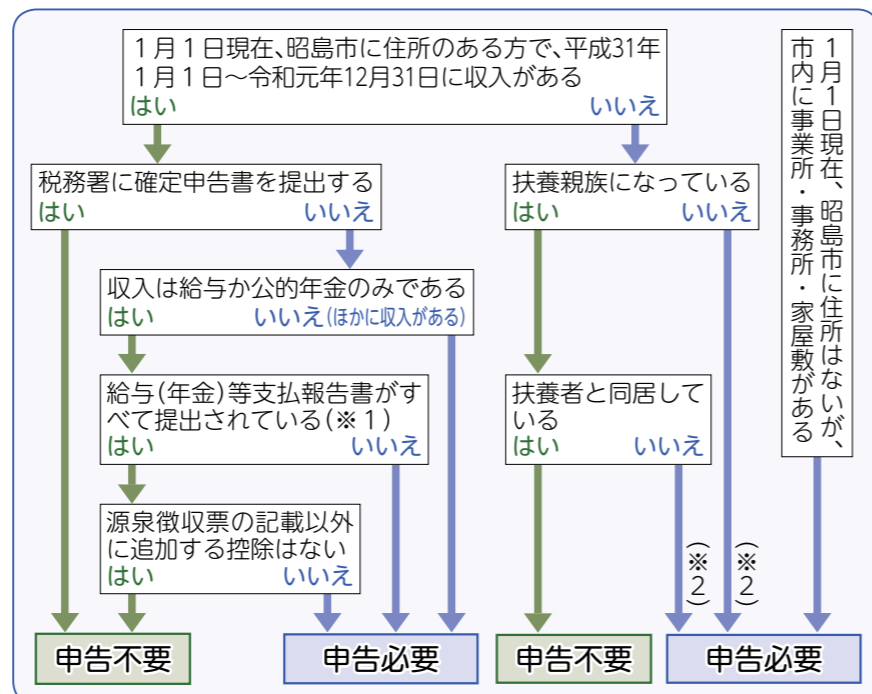 1月1日現在、昭島市に住所のある方で、平成31年
1月1日～令和元年12月31日に収入がある
はい いいえ
税務署に確定申告書を提出する
はい いいえ
収入は給与か公的年金のみである
はい いいえ(ほかに収入がある)
給与(年金)等支払報告書がす
べて提出されている(※1)
はい いいえ
源泉徴収票の記載以外
に追加する控除はない
はい いいえ
申告不要
申告必要
扶養親族になっている
はい いいえ
扶養者と同居して
いる
はい いいえ
(※2)
(※2)
申告不要
申告必要
1月1日現在、昭島市に住所はないが、
市内に事業所・事務所・家屋敷がある